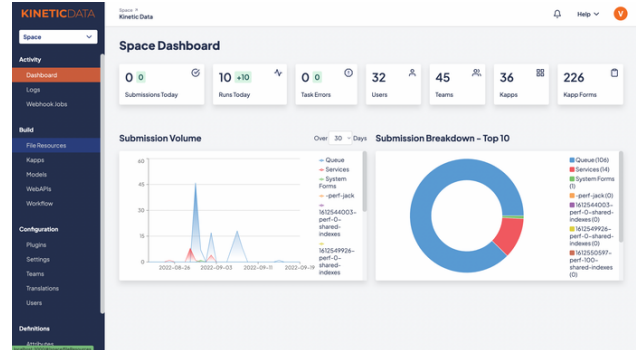 KINETICDATA
Space
Kinetic Data
Help
V
Space
Activity
Dashboard
Logs
Webhook Jobs
Build
File Resources
Kapps
Models
WebAPIs
Workflow
Configuration
Plugins
Settings
Teams
Translations
Users
Definitions
Attributes
Space Dashboard
0 0
Submissions Today
10 +10
Runs Today
0 0
Task Errors
32
Users
45
Teams
36
Kapps
226
Kapp Forms
Submission Volume
Over 30 Days
60
45
30
15
0
2022-08-26 2022-09-03 2022-09-11 2022-09-19
Queue
Services
System
Forms
-perf-jack
1612544003-
perf-0-
shared-
indexes
1612549926-
perf-0-
shared-
indexes
Submission Breakdown - Top 10
Queue (106)
Services (14)
System Forms
(1)
-perf-jack (0)
1612544003-
perf-0-shared-
indexes (0)
1612549926-
perf-0-shared-
indexes (0)
1612550597-
perf-100-
shared-indexes
(0)